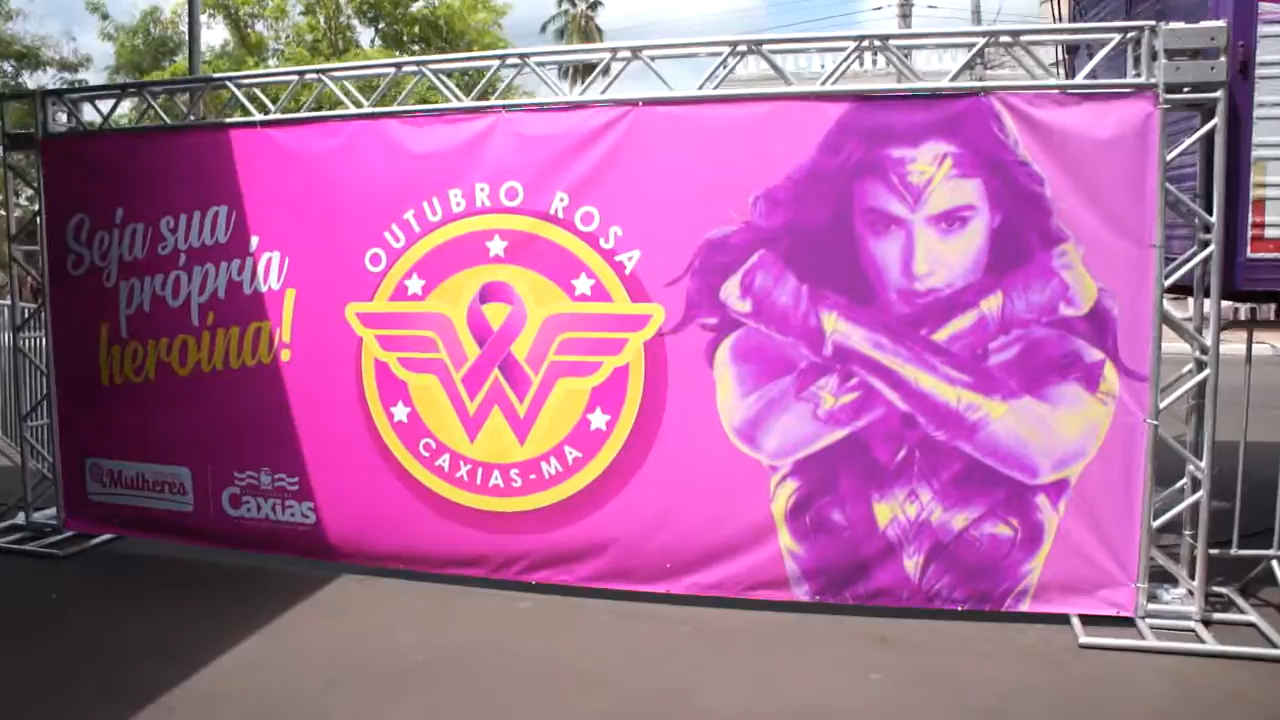 Seja sua
própria
heroína!
OUTUBRO ROSA
CAXIAS-MA
Mulheres
Caxias